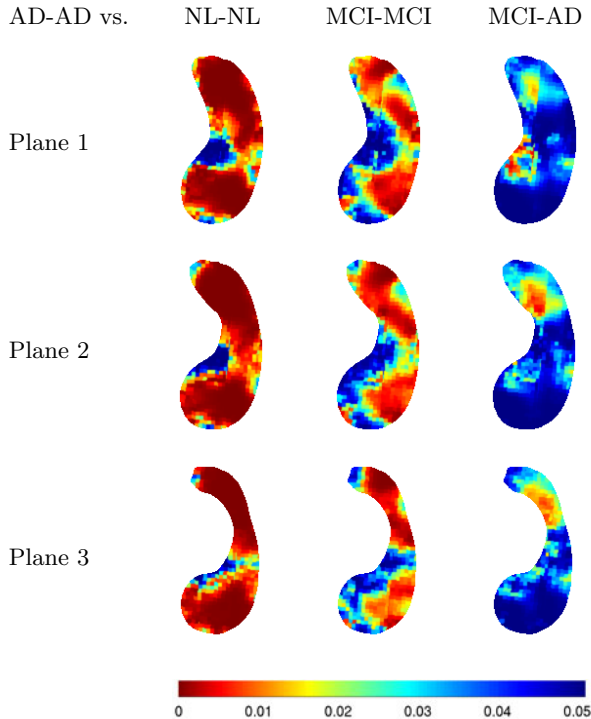 AD-AD vs. NL-NL MCI-MCI MCI-AD
Plane 1
Plane 2
Plane 3
0 0.01 0.02 0.03 0.04 0.05